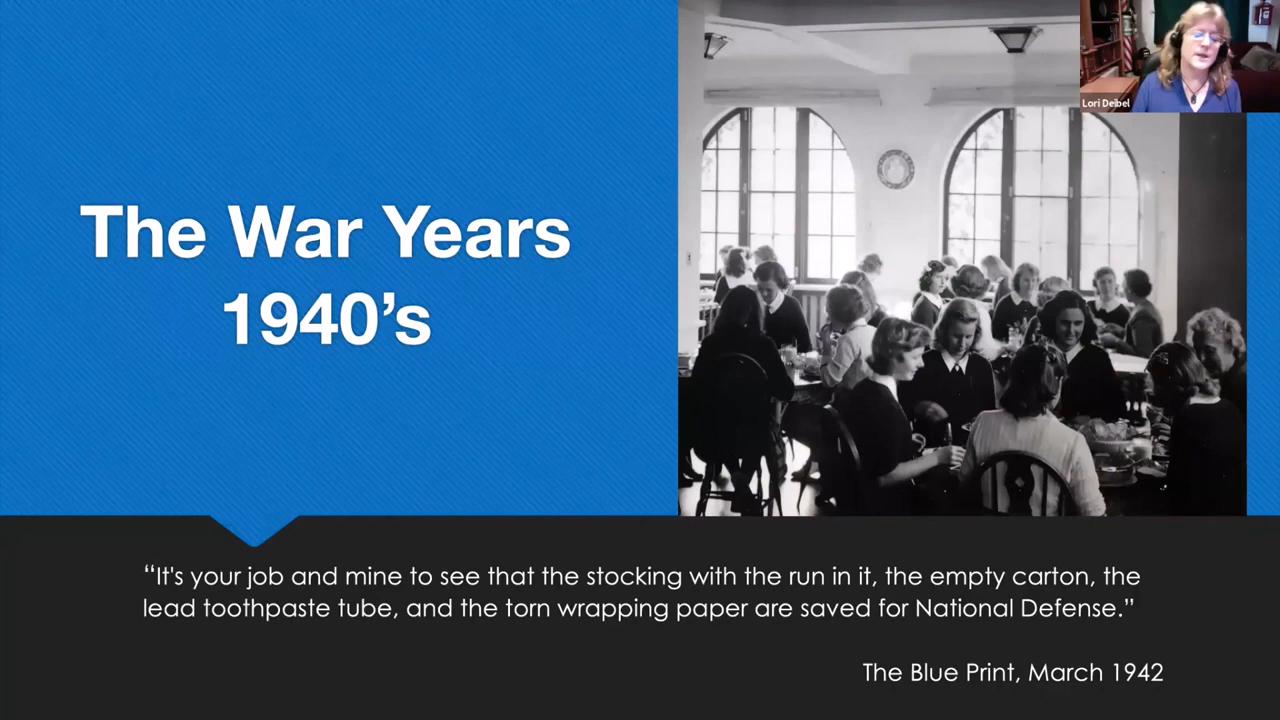 Lori Deibel
The War Years
1940’s
“It's your job and mine to see that the stocking with the run in it, the empty carton, the
lead toothpaste tube, and the torn wrapping paper are saved for National Defense.”
The Blue Print, March 1942